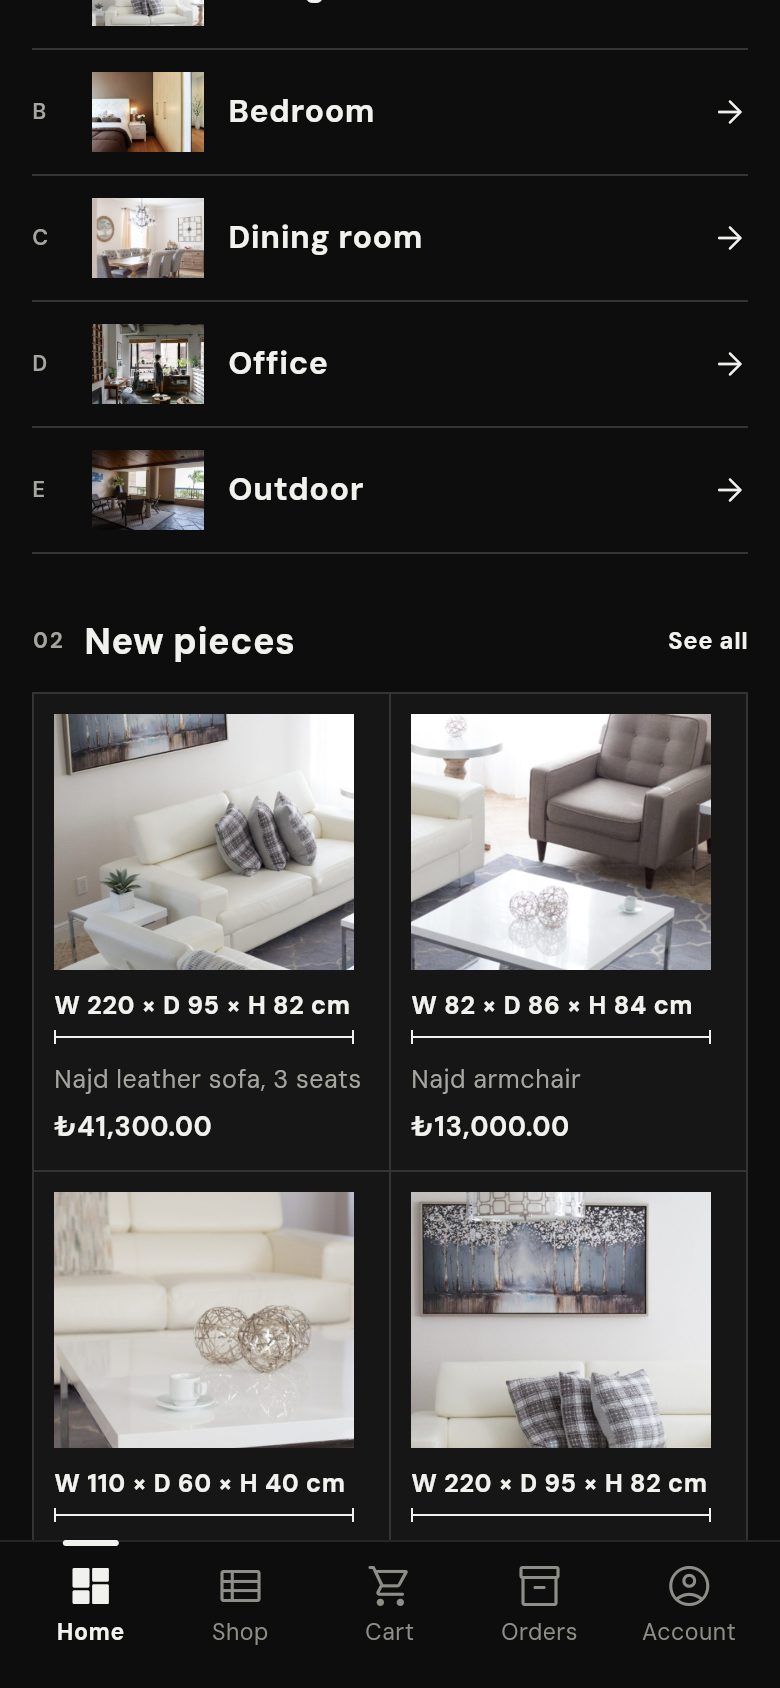 B
Bedroom
C
Dining room
D
Office
E
Outdoor
02 New pieces
See all
W 220 × D 95 × H 82 cm
Najd leather sofa, 3 seats
₺41,300.00
W 82 × D 86 × H 84 cm
Najd armchair
₺13,000.00
W 110 × D 60 × H 40 cm
W 220 × D 95 × H 82 cm
Home
Shop
Cart
Orders
Account